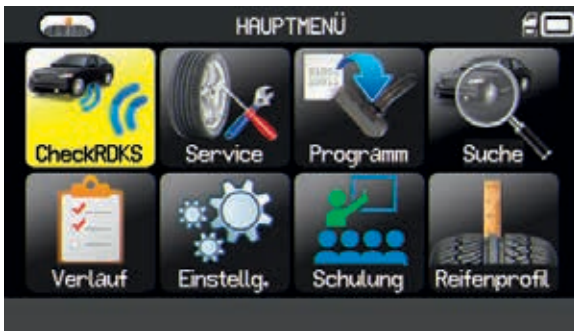 HAUPTMENÜ
CheckRDKS Service Programm Suche
Verlauf Einstellg. Schulung Reifenprofil